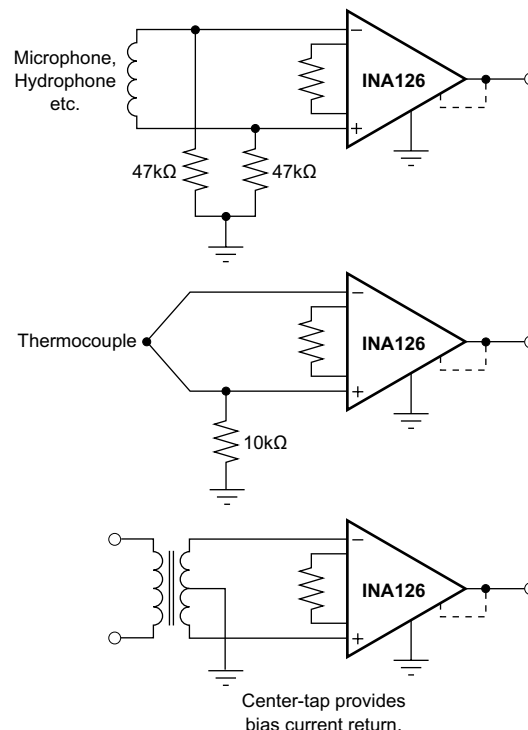 Microphone,
Hydrophone
etc.
−
INA126
+
47kΩ
47kΩ
Thermocouple
−
INA126
+
10kΩ
−
INA126
+
Center-tap provides
bias current return.